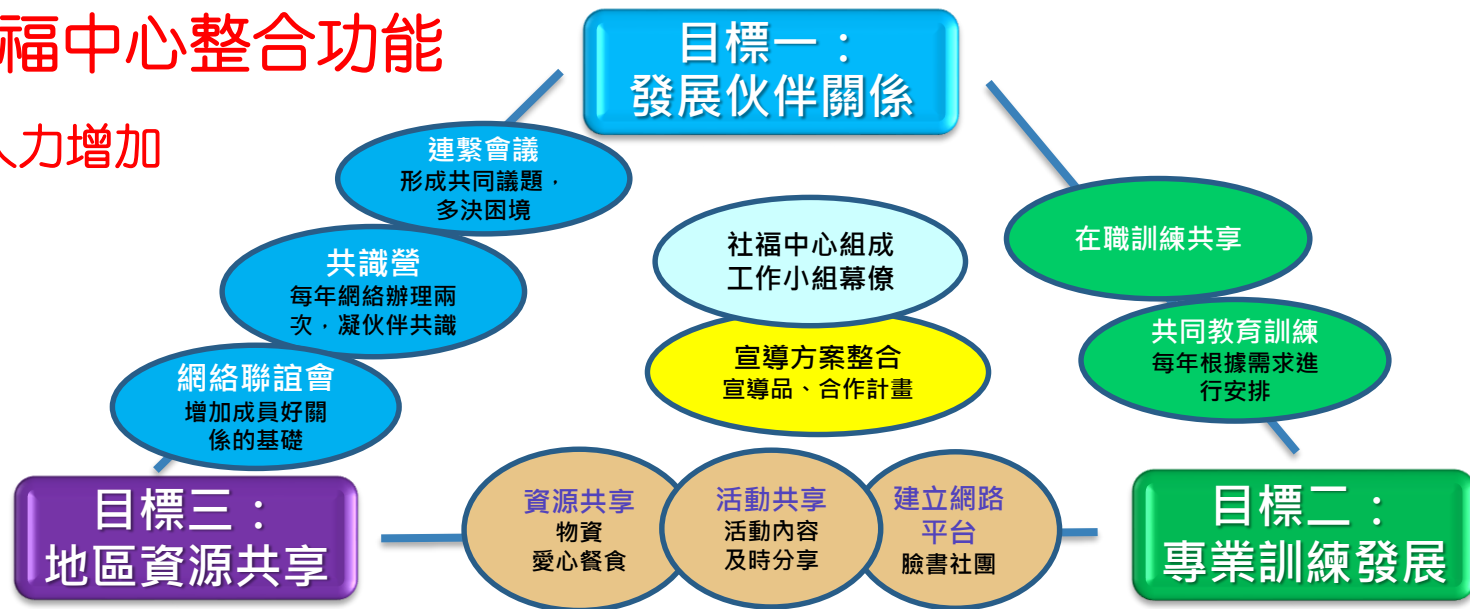 福中心整合功能
人力增加
目標一：
發展伙伴關係
連繫會議
形成共同議題，
多決困境
共識營
每年網絡辦理兩
次，凝伙伴共識
網絡聯誼會
增加成員好關
係的基礎
社福中心組成
工作小組幕僚
宣導方案整合
宣導品、合作計畫
在職訓練共享
共同教育訓練
每年根據需求進
行安排
目標三：
地區資源共享
資源共享
物資
愛心餐食
活動共享
活動內容
及時分享
建立網路
平台
臉書社團
目標二：
專業訓練發展